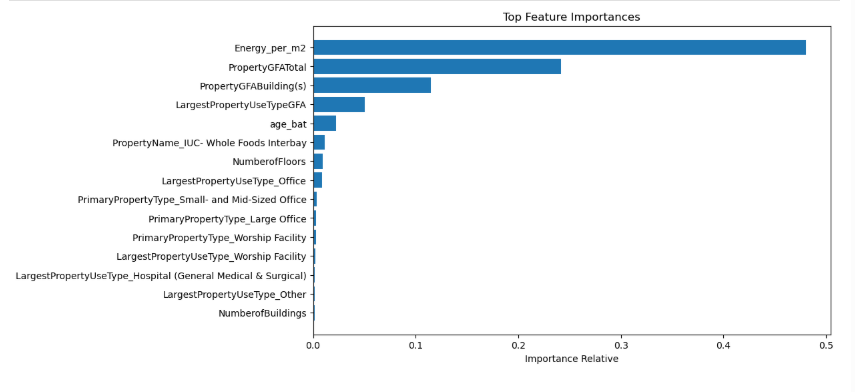 Top Feature Importances
Energy_per_m2
PropertyGFATotal
PropertyGFABuilding(s)
LargestPropertyUseTypeGFA
age_bat
PropertyName_IUC- Whole Foods Interbay
NumberofFloors
LargestPropertyUseType_Office
PrimaryPropertyType_Small- and Mid-Sized Office
PrimaryPropertyType_Large Office
PrimaryPropertyType_Worship Facility
LargestPropertyUseType_Worship Facility
LargestPropertyUseType_Hospital (General Medical & Surgical)
LargestPropertyUseType_Other
NumberofBuildings
0.0 0.1 0.2 0.3 0.4 0.5
Importance Relative